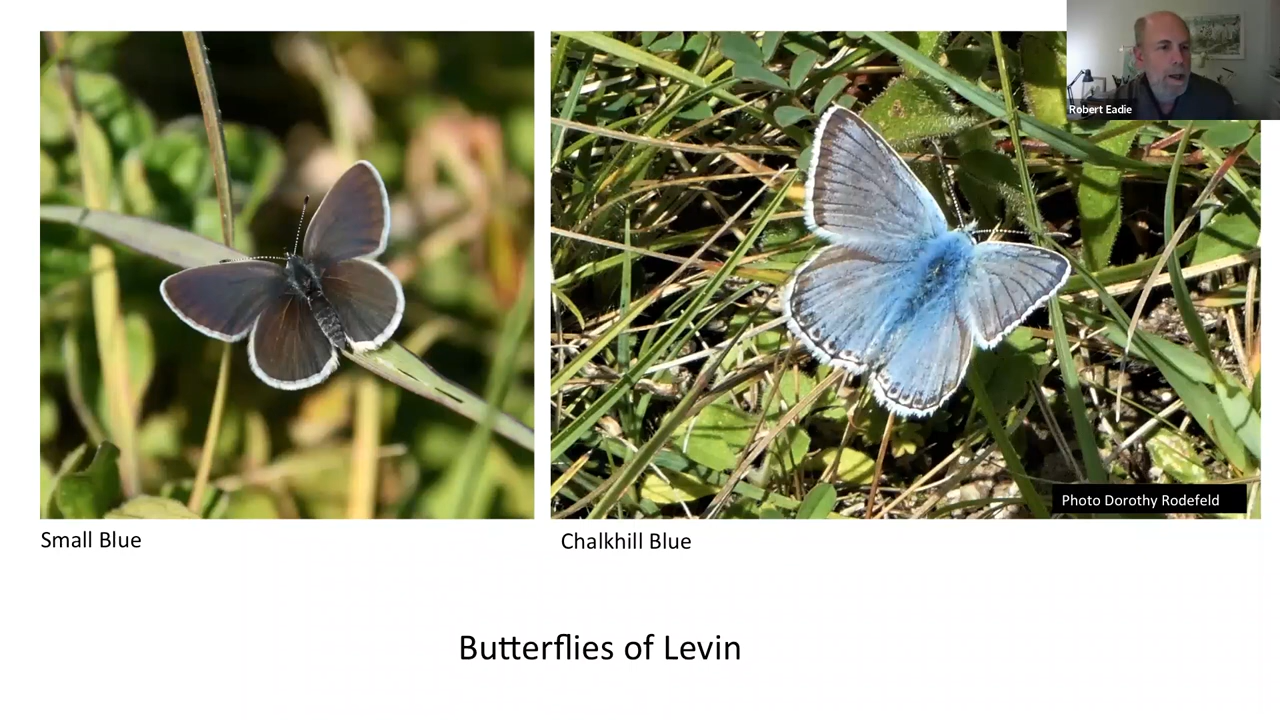 Robert Eadie
Photo Dorothy Rodefeld
Small Blue
Chalkhill Blue
Butterflies of Levin